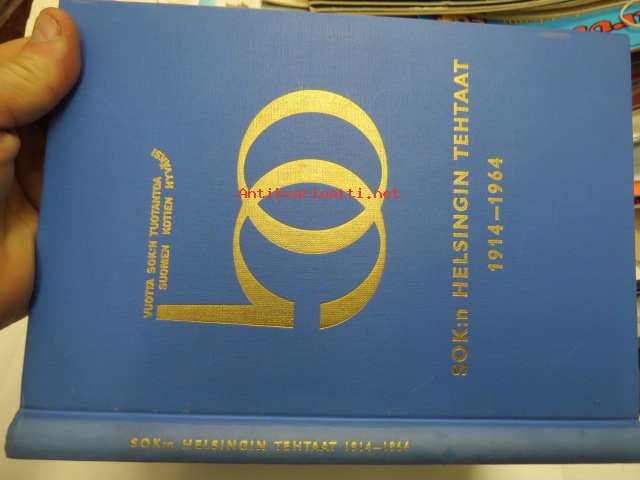 50
VUOTTA SOK:N TUOTANTOA
SUOMEN KOTIEN HYVÄKSI
SOK:n HELSINGIN TEHTAAT
1914-1964
SOK:n HELSINGIN TEHTAAT 1914-1964
Antikvariaatti.net